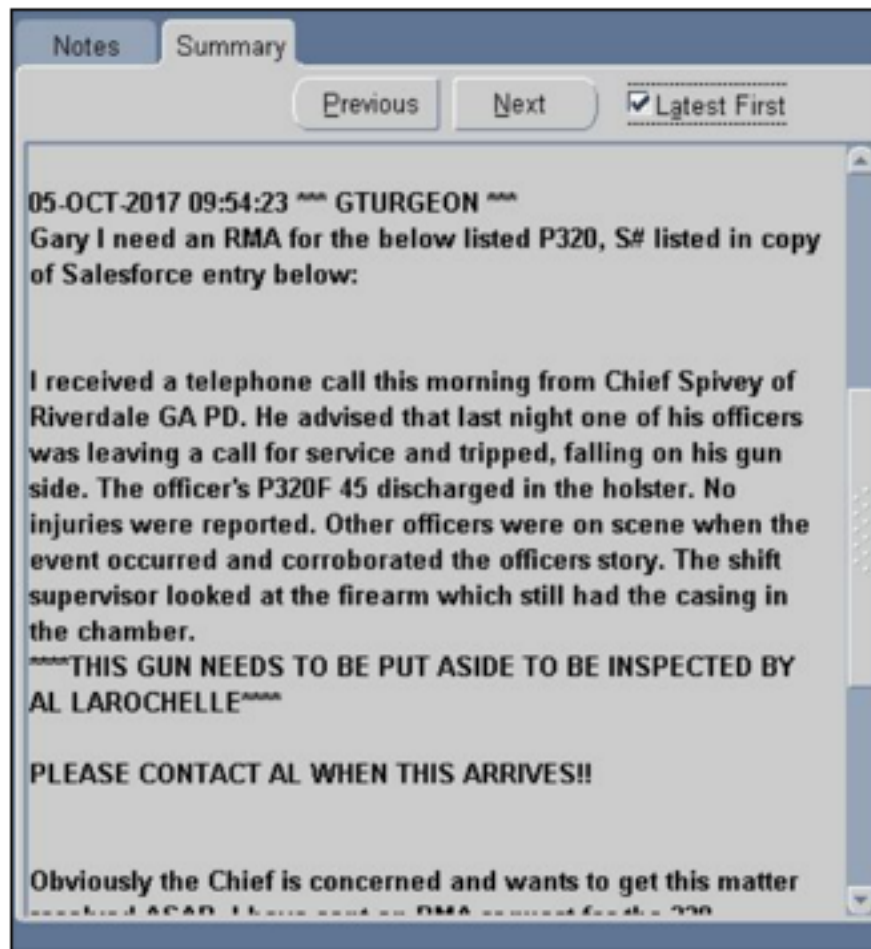 Notes Summary
Previous Next Latest First
05-OCT-2017 09:54:23 ^^^ GTURGEON ^^^
Gary I need an RMA for the below listed P320, S# listed in copy
of Salesforce entry below:
I received a telephone call this morning from Chief Spivey of
Riverdale GA PD. He advised that last night one of his officers
was leaving a call for service and tripped, falling on his gun
side. The officer's P320F 45 discharged in the holster. No
injuries were reported. Other officers were on scene when the
event occurred and corroborated the officers story. The shift
supervisor looked at the firearm which still had the casing in
the chamber.
^^^^THIS GUN NEEDS TO BE PUT ASIDE TO BE INSPECTED BY
AL LAROCHELLE^^^^
PLEASE CONTACT AL WHEN THIS ARRIVES!!
Obviously the Chief is concerned and wants to get this matter